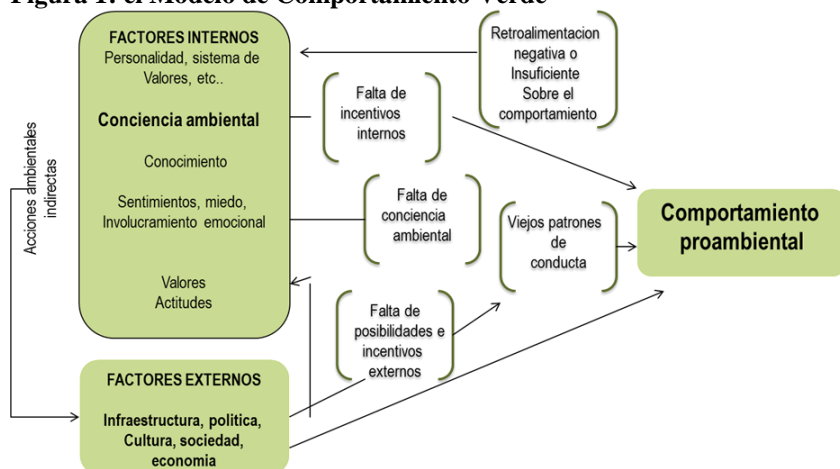 Figura 1: el Modelo de Comportamiento Verde
FACTORES INTERNOS
Personalidad, sistema de
Valores, etc..
Conciencia ambiental
Conocimiento
Sentimientos, miedo,
Involucramiento emocional
Valores
Actitudes
Acciones ambientales
indirectas
Retroalimentacion
negativa o
Insuficiente
Sobre el
comportamiento
Falta de
incentivos
internos
Falta de
conciencia
ambiental
Viejos patrones
de
conducta
Falta de
posibilidades e
incentivos
externos
Comportamiento
proambiental
FACTORES EXTERNOS
Infraestructura, politica,
Cultura, sociedad,
economia